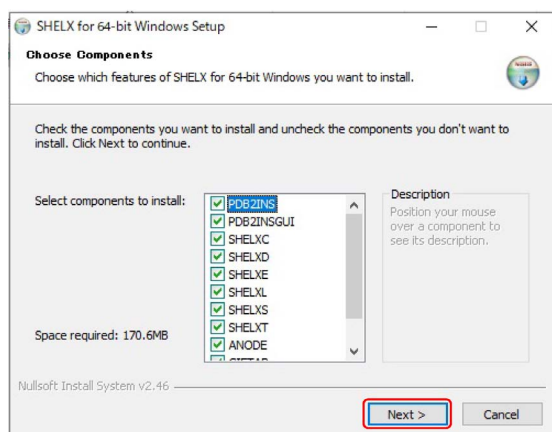 SHELX for 64-bit Windows Setup
Choose Components
Choose which features of SHELX for 64-bit Windows you want to install.
Check the components you want to install and uncheck the components you don't want to
install. Click Next to continue.
Select components to install:
PDB2INS
PDB2INSGUI
SHELXC
SHELXD
SHELXE
SHELXL
SHELXS
SHELXT
ANODE
Description
Position your mouse
over a component to
see its description.
Space required: 170.6MB
Nullsoft Install System v2.46
Next >
Cancel